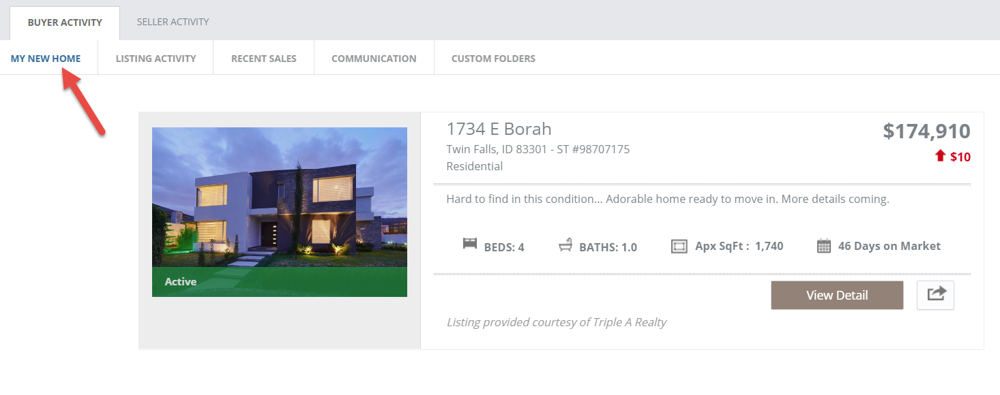 BUYER ACTIVITY
SELLER ACTIVITY
MY NEW HOME
LISTING ACTIVITY
RECENT SALES
COMMUNICATION
CUSTOM FOLDERS
1734 E Borah
$174,910
Twin Falls, ID 83301 - ST #98707175
$10
Residential
Hard to find in this condition... Adorable home ready to move in. More details coming.
BEDS: 4
BATHS: 1.0
Apx SqFt : 1,740
46 Days on Market
Active
View Detail
Listing provided courtesy of Triple A Realty